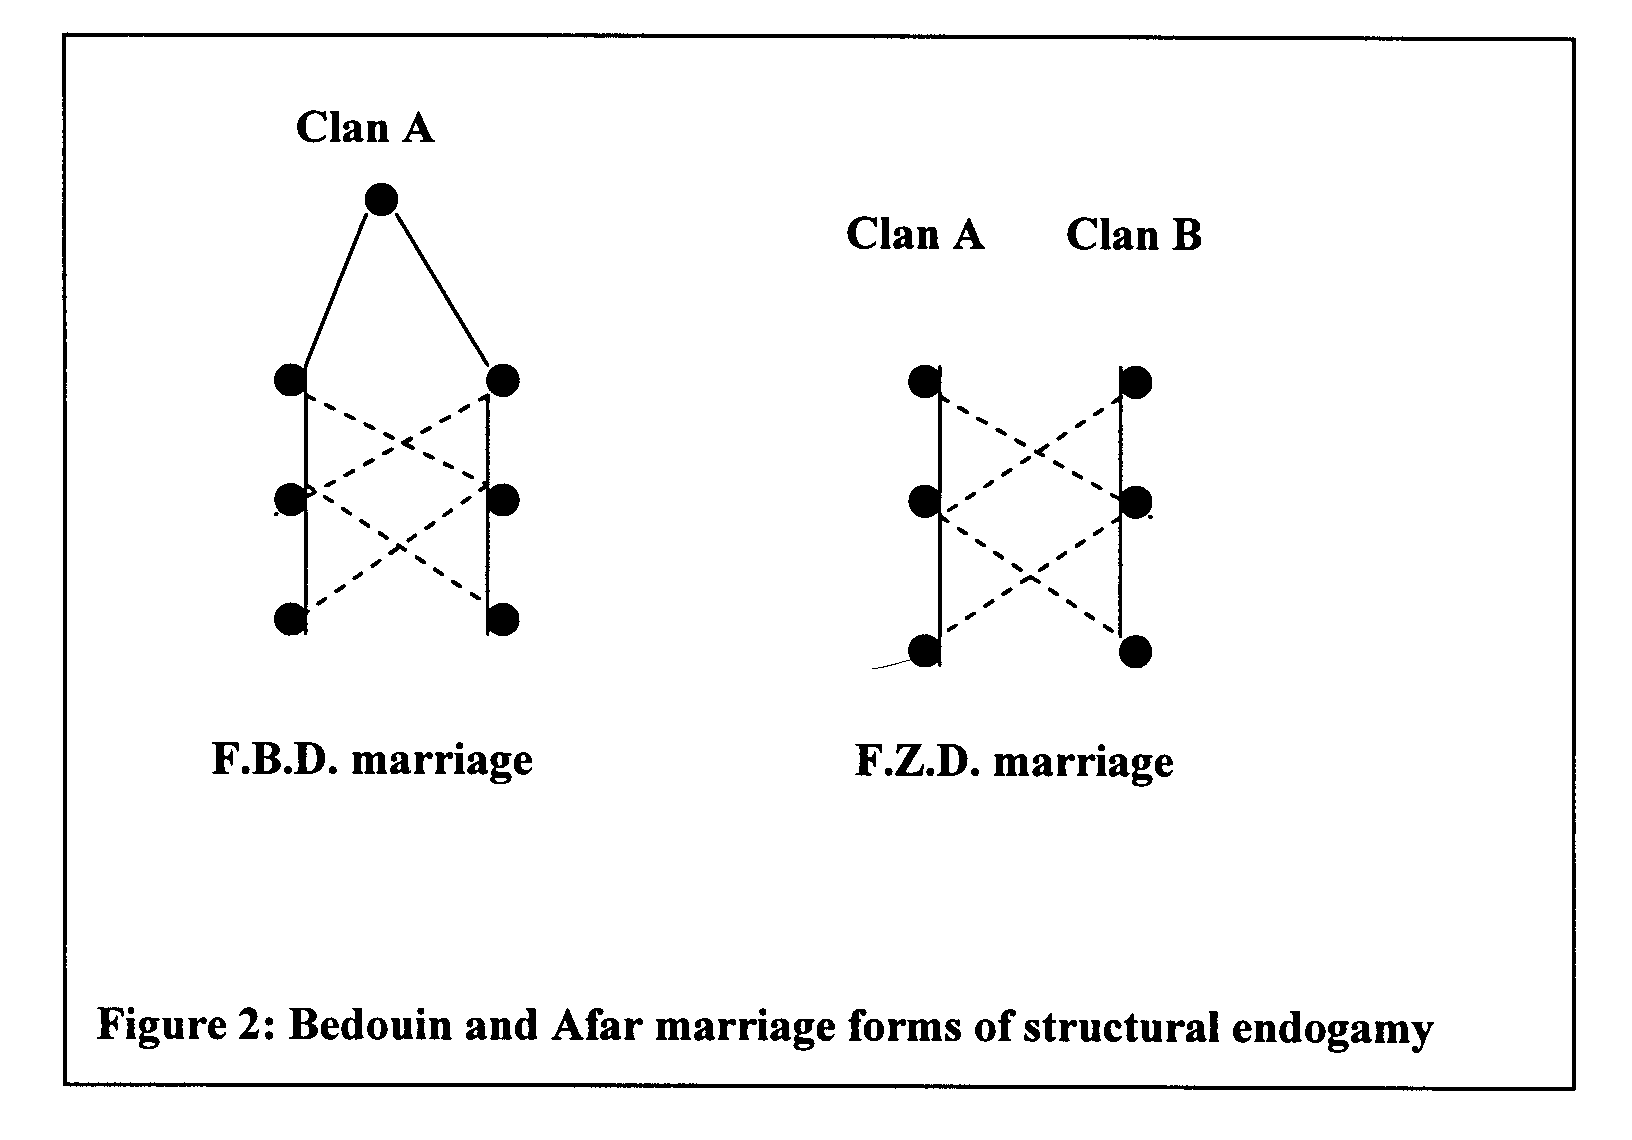 Clan A
Clan A
Clan B
F.B.D. marriage
F.Z.D. marriage
Figure 2: Bedouin and Afar marriage forms of structural endogamy